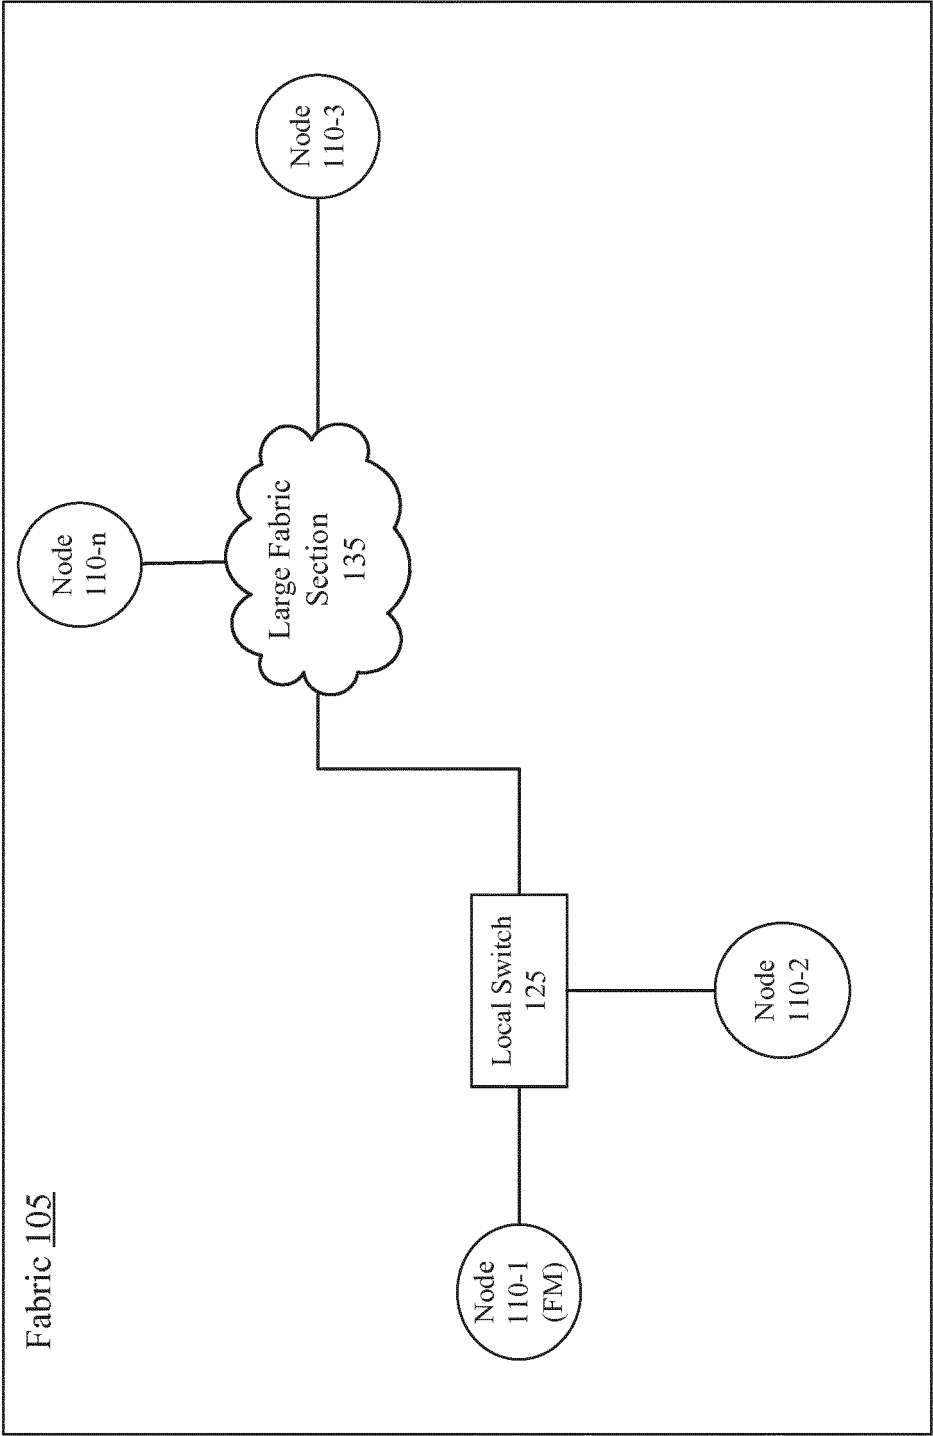 Fabric 105
Node
110-n
Large Fabric
Section
135
Node
110-3
Node
110-1
(FM)
Local Switch
125
Node
110-2